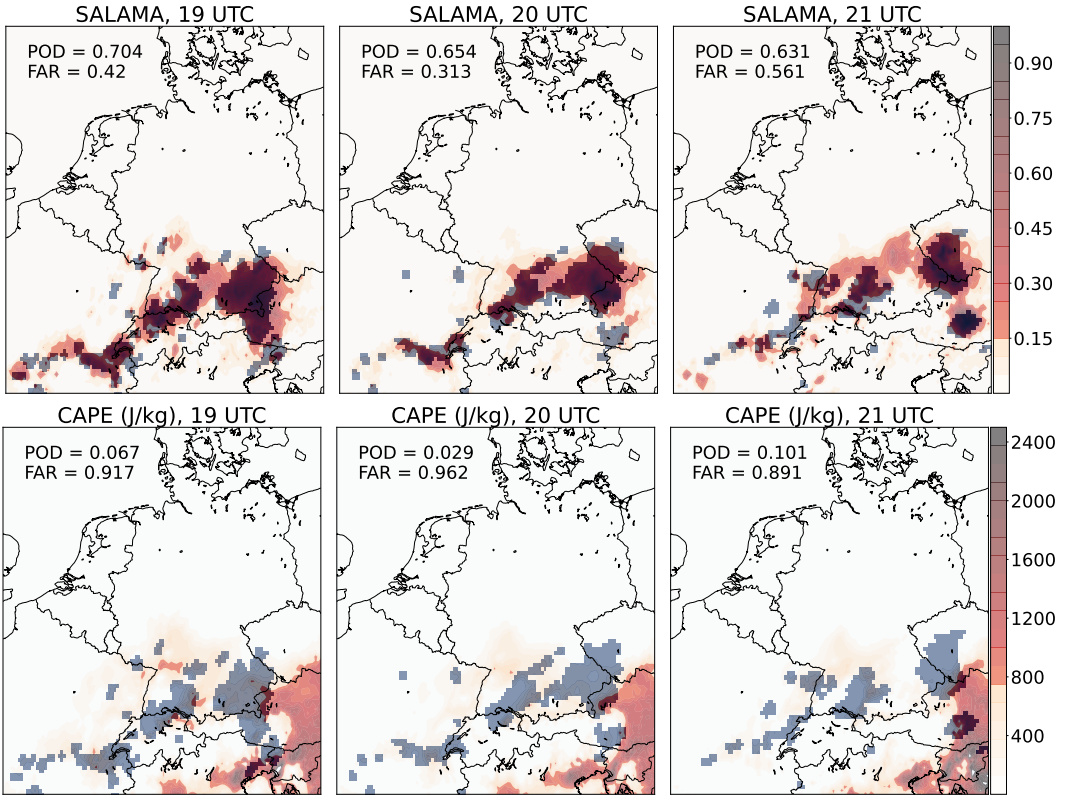 SALAMA, 19 UTC
POD = 0.704
FAR = 0.42
SALAMA, 20 UTC
POD = 0.654
FAR = 0.313
SALAMA, 21 UTC
POD = 0.631
FAR = 0.561
0.90
0.75
0.60
0.45
0.30
0.15
CAPE (J/kg), 19 UTC
POD = 0.067
FAR = 0.917
CAPE (J/kg), 20 UTC
POD = 0.029
FAR = 0.962
CAPE (J/kg), 21 UTC
POD = 0.101
FAR = 0.891
2400
2000
1600
1200
800
400